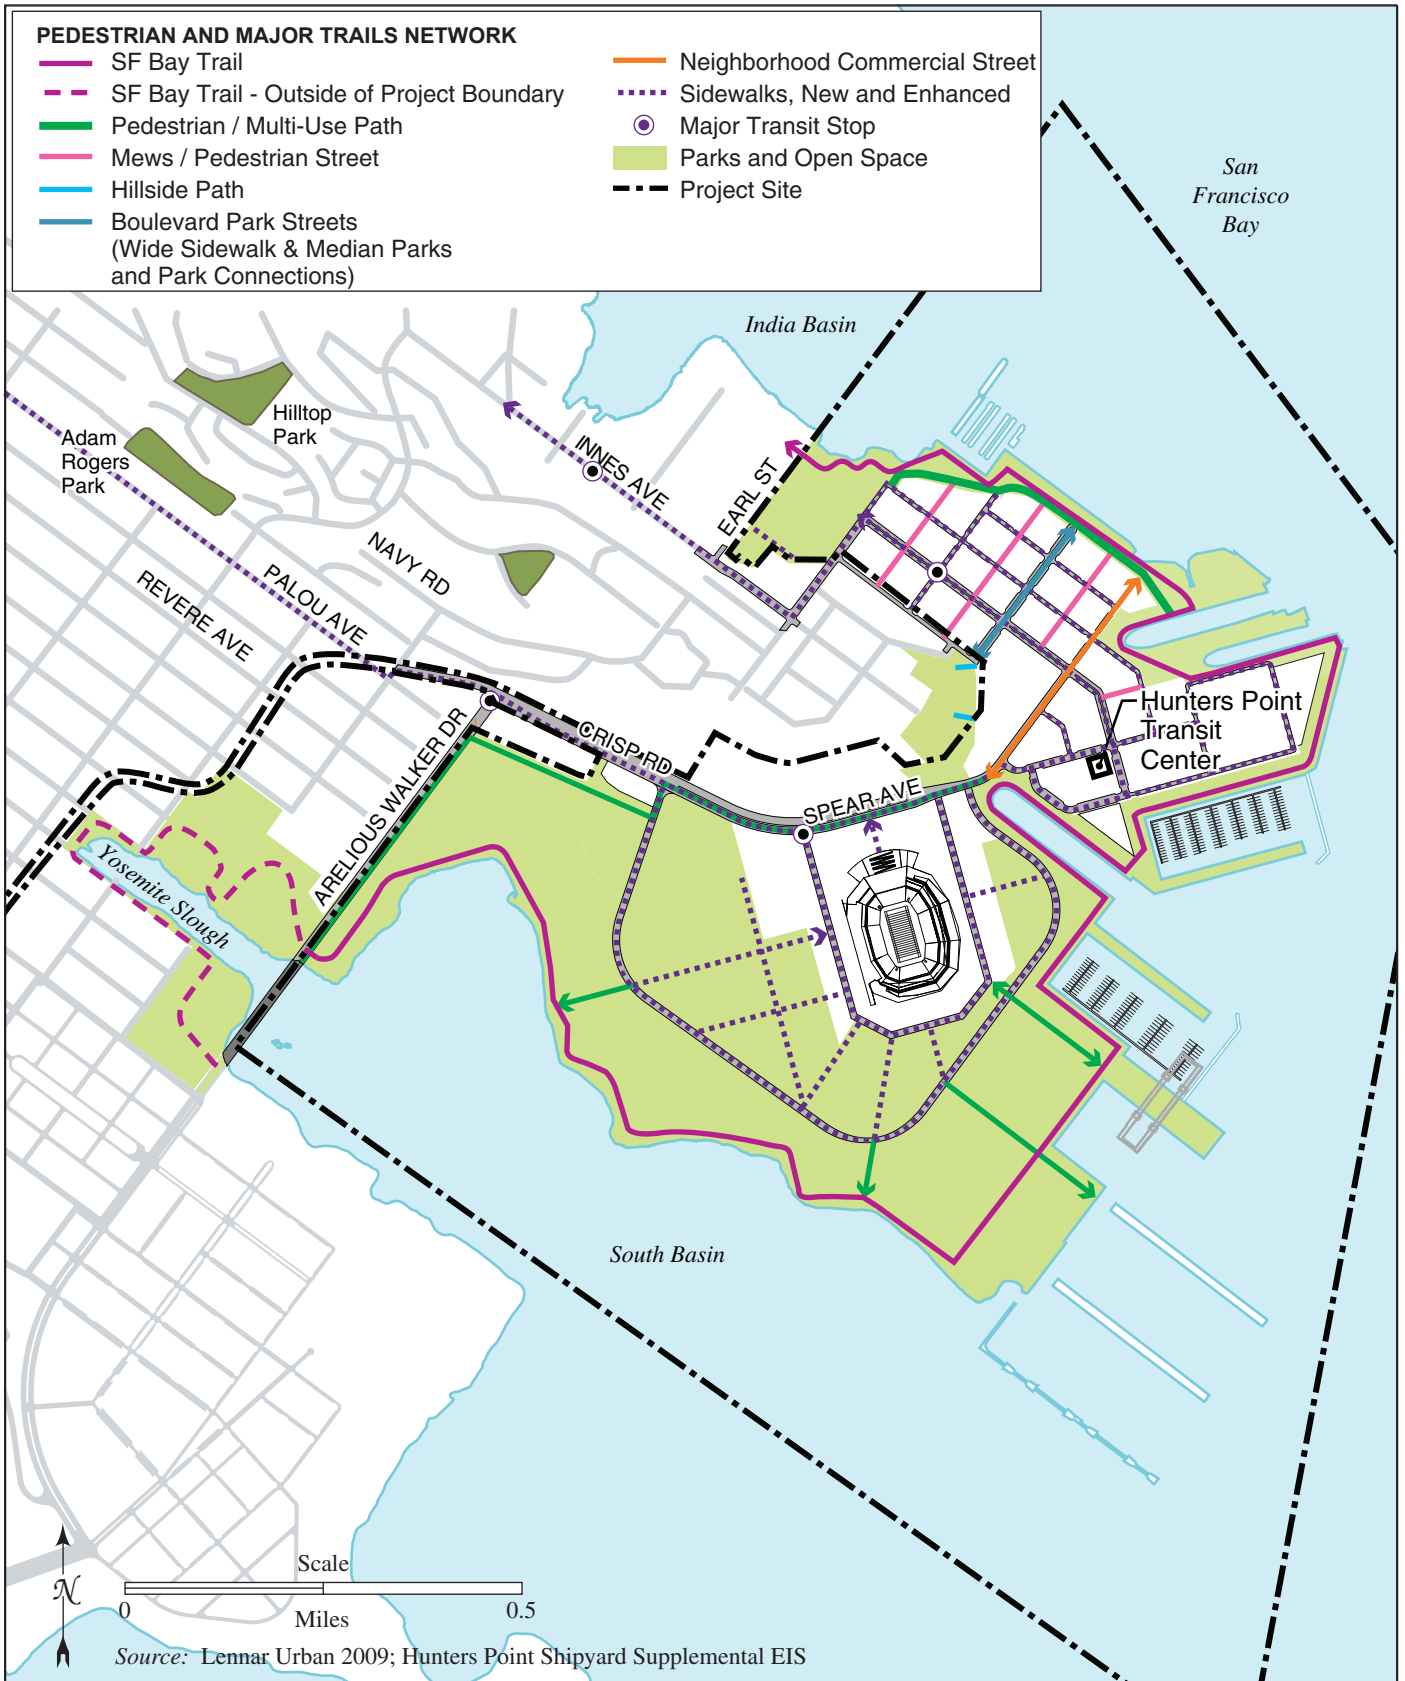 PEDESTRIAN AND MAJOR TRAILS NETWORK
SF Bay Trail
SF Bay Trail - Outside of Project Boundary
Pedestrian / Multi-Use Path
Mews / Pedestrian Street
Hillside Path
Boulevard Park Streets
(Wide Sidewalk & Median Parks
and Park Connections)
Neighborhood Commercial Street
Sidewalks, New and Enhanced
Major Transit Stop
Parks and Open Space
Project Site
San
Francisco
Bay
India Basin
Hilltop
Park
Adam
Rogers
Park
INNES AVE
EARL ST
NAVY RD
PALOU AVE
REVERE AVE
Hunters Point
Transit
Center
CRISP RD
ARELIOUS WALKER DR
SPEAR AVE
Yosemite Slough
South Basin
N
Scale
0
0.5
Miles
Source: Lennar Urban 2009; Hunters Point Shipyard Supplemental EIS